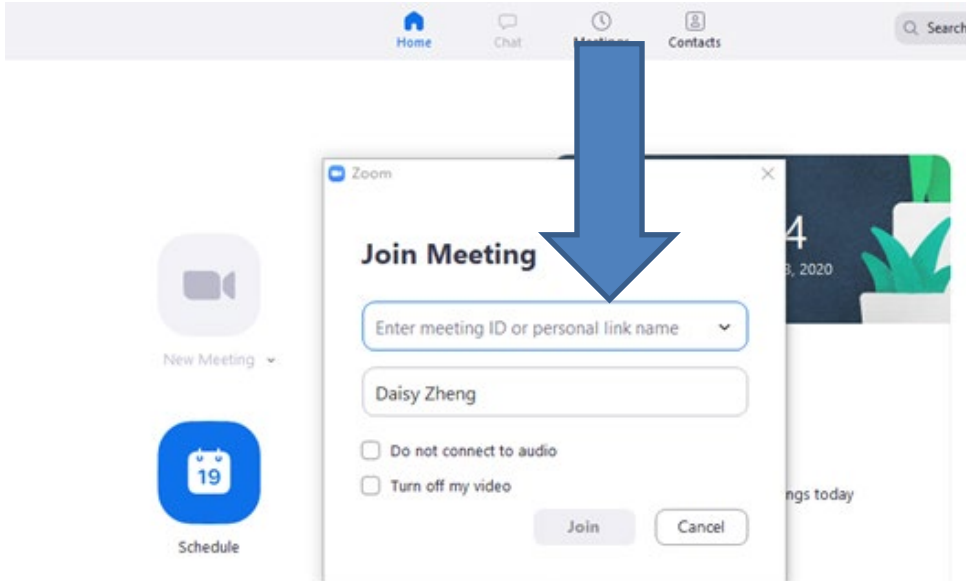 Home
Chat
Meetings
Contacts
Search
Zoom
Join Meeting
4
3, 2020
Enter meeting ID or personal link name
New Meeting
Daisy Zheng
Do not connect to audio
19
Turn off my video
ngs today
Join
Cancel
Schedule